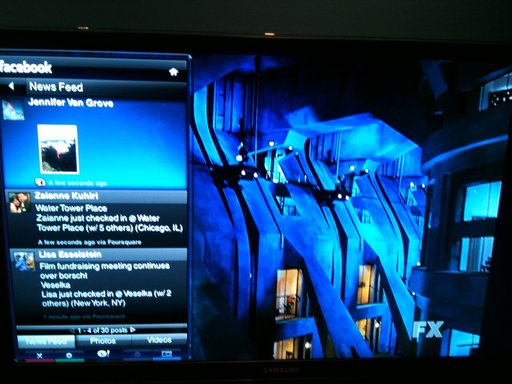 facebook
News Feed
Jennifer Van Grove
A few seconds ago
Zaianne Kuhiri
Water Tower Place
Zaianne just checked in @ Water
Tower Place (w/ 5 others) (Chicago, IL)
A few seconds ago via Foursquare
Lisa Esselstein
Film fundraising meeting continues
over borscht
Veselka
Lisa just checked in @ Veselka (w/ 2
others) (New York, NY)
1 minute ago via Foursquare
1 - 4 of 30 posts
News Feed Photos Videos
FX
SAMSUNG